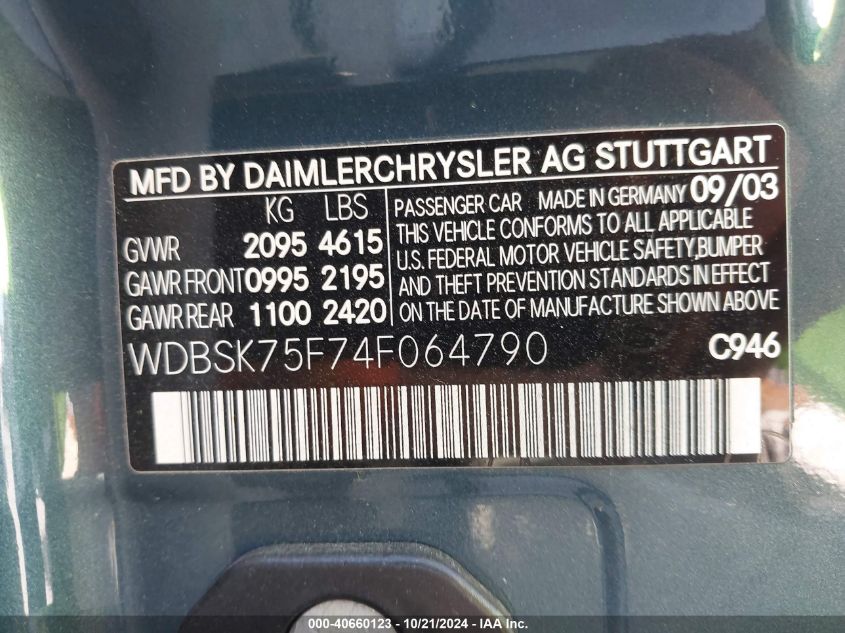 MFD BY DAIMLERCHRYSLER AG STUTTGART
KG LBS
GVWR 2095 4615
GAWR FRONT 0995 2195
GAWR REAR 1100 2420
PASSENGER CAR MADE IN GERMANY 09/03
THIS VEHICLE CONFORMS TO ALL APPLICABLE
U.S. FEDERAL MOTOR VEHICLE SAFETY, BUMPER
AND THEFT PREVENTION STANDARDS IN EFFECT
ON THE DATE OF MANUFACTURE SHOWN ABOVE
WDBSK75F74F064790 C946
000-40660123 - 10/21/2024 - IAA Inc.